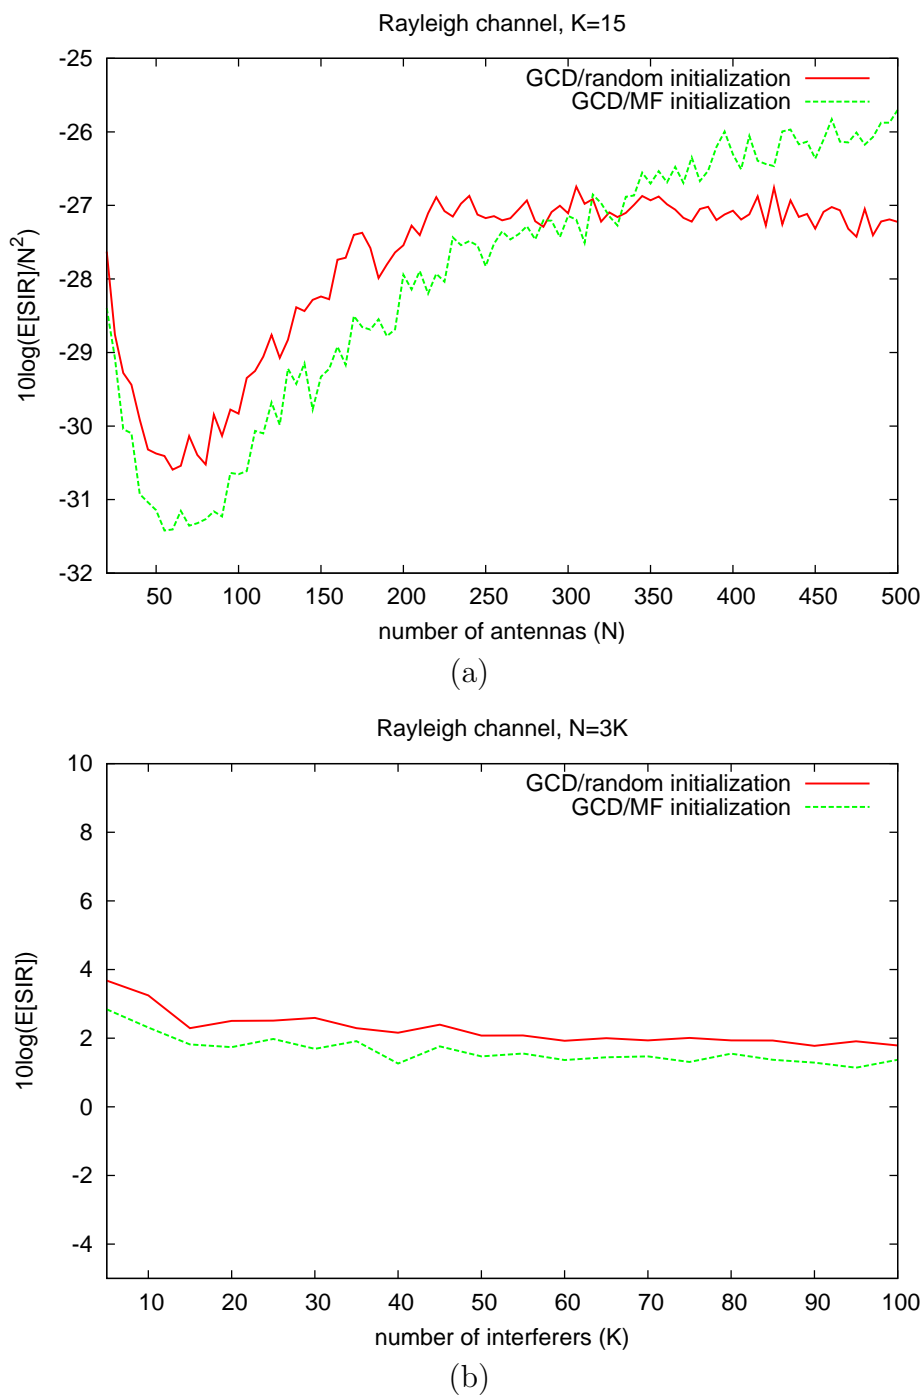 Rayleigh channel, K=15
GCD/random initialization
GCD/MF initialization
10log(E[SIR]/N²)
-25
-26
-27
-28
-29
-30
-31
-32
50 100 150 200 250 300 350 400 450 500
number of antennas (N)
(a)
Rayleigh channel, N=3K
GCD/random initialization
GCD/MF initialization
10log(E[SIR])
10
8
6
4
2
0
-2
-4
10 20 30 40 50 60 70 80 90 100
number of interferers (K)
(b)